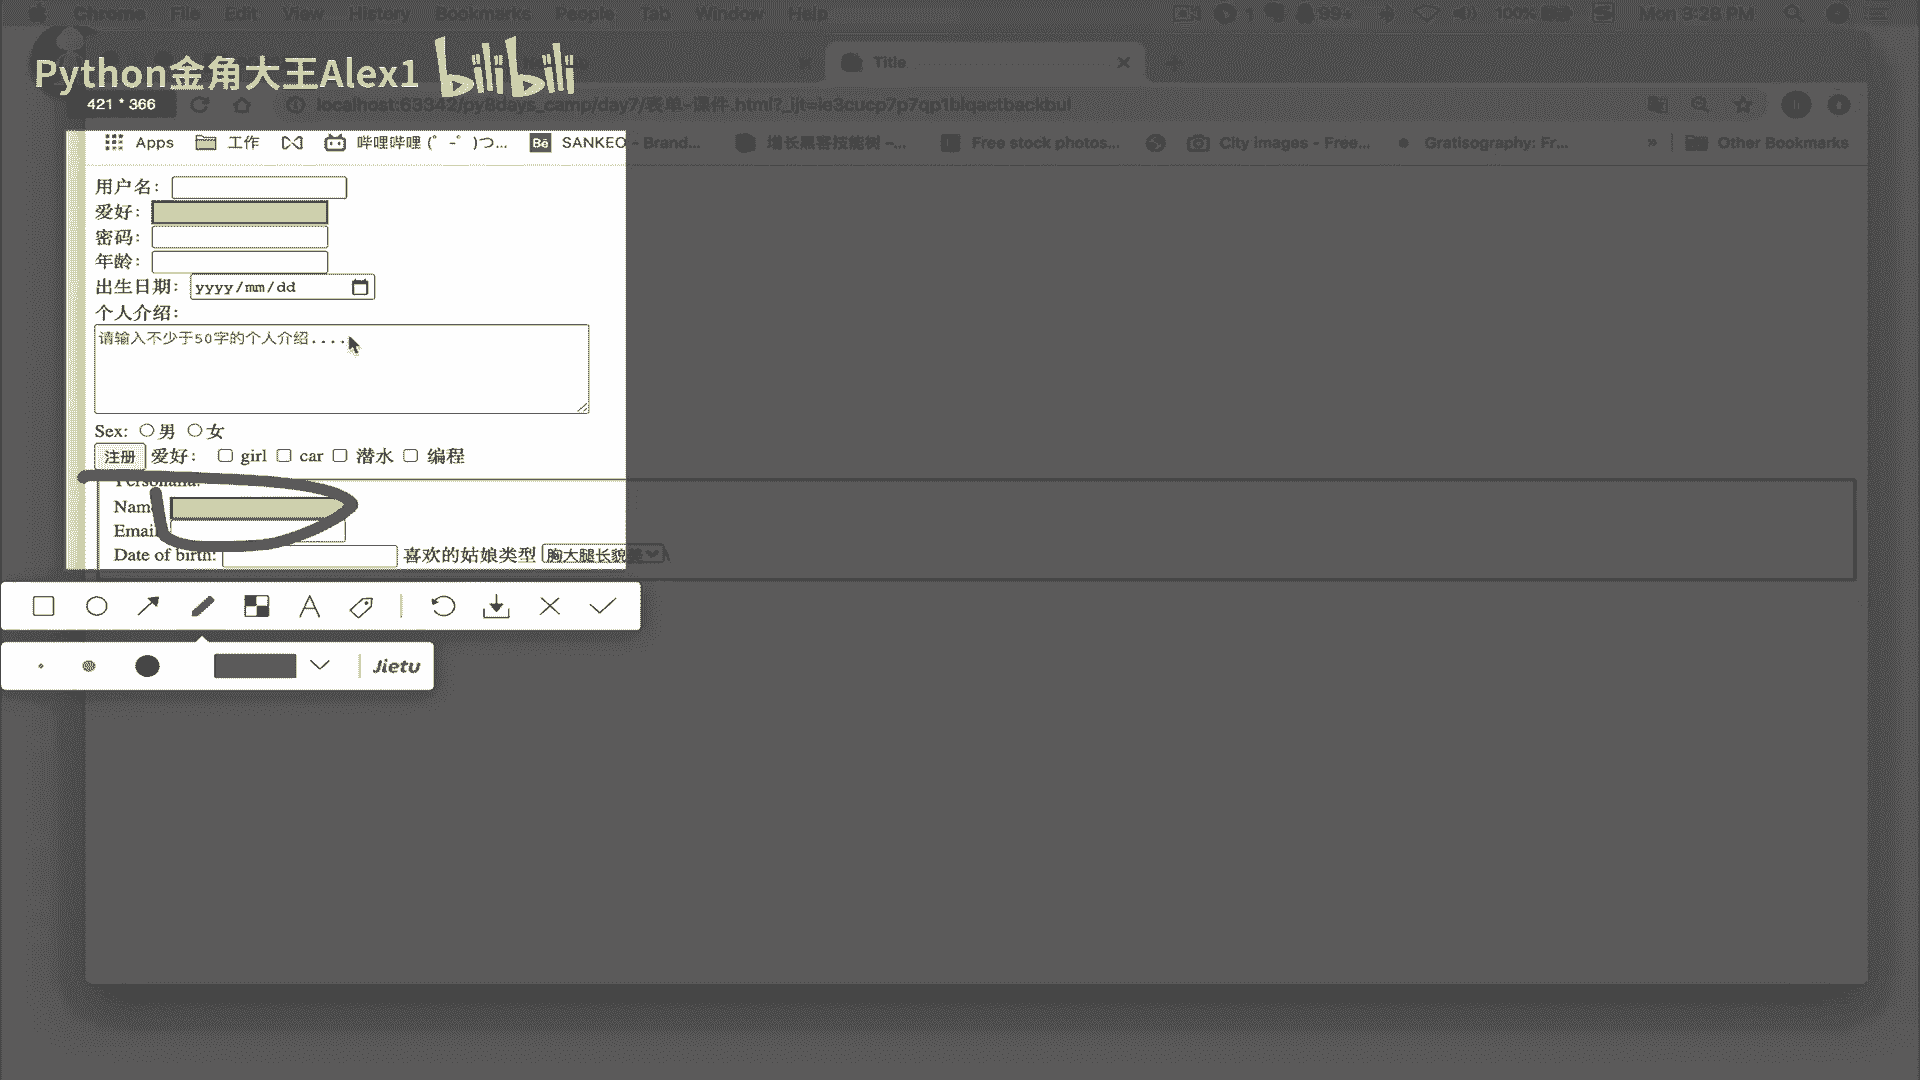 Chrome File Edit View History Bookmarks People Tab Window Help 1 99+ 100% Mon 3:28 PM
Python金角大王Alex1 bilibili
Title
421 * 366
localhost:63342/py8days_camp/day7/表单-课件.html?_ijt=ie3cucp7p7qp1blqactbackbul
Apps 工作 哔哩哔哩 (゜-゜)つ... Bē SANKEO - Brand... 增长黑客技能树 –... Free stock photos... City images - Free... Gratisography: Fr... » Other Bookmarks
用户名：
爱好：
密码：
年龄：
出生日期： yyyy/mm/dd
个人介绍：
请输入不少于50字的个人介绍....
Sex: 男 女
注册 爱好： girl car 潜水 编程
Name
Email
Date of birth: 喜欢的姑娘类型 胸大腿长貌美
A
Jietu